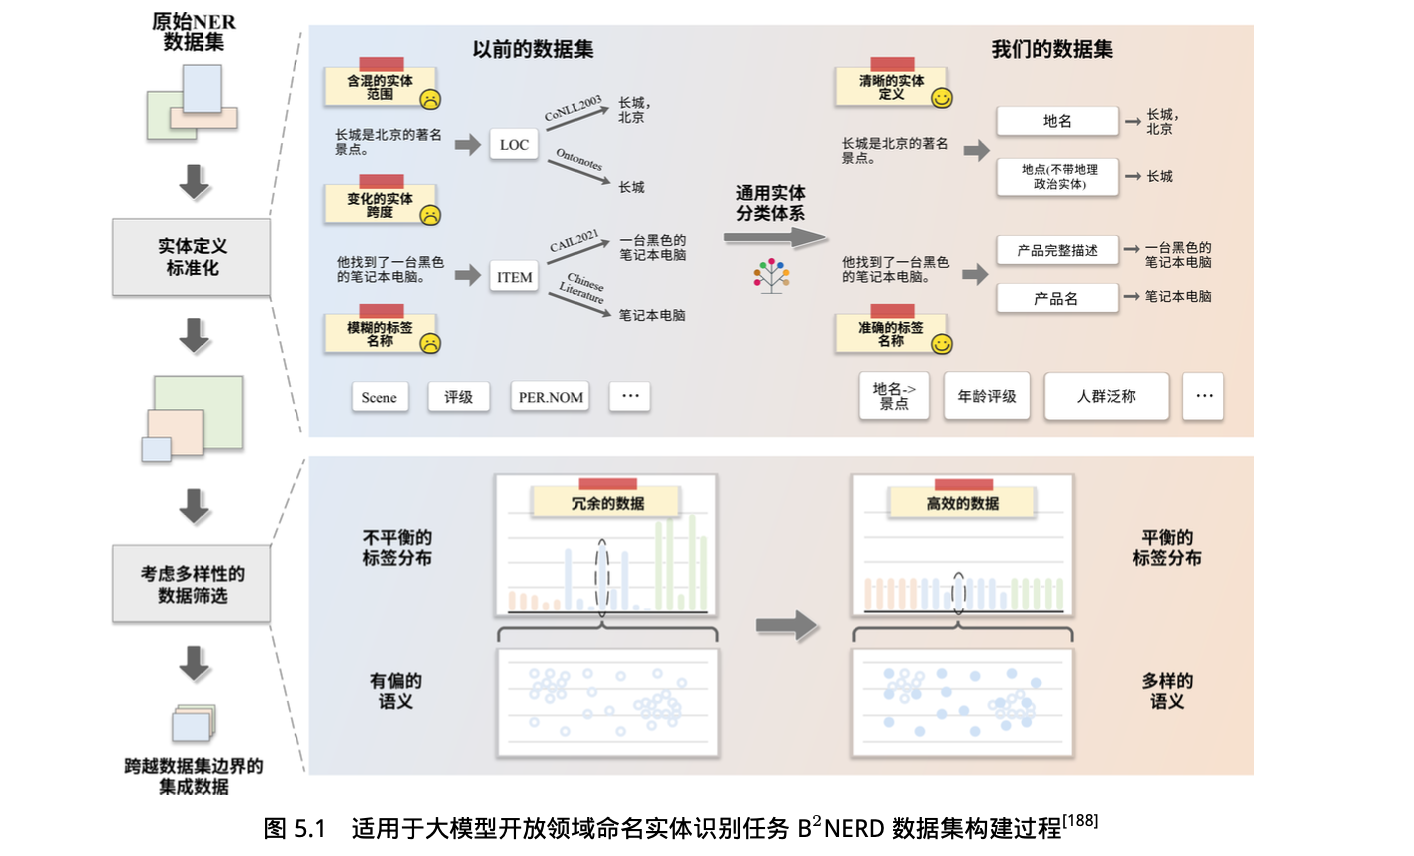 原始NER
数据集
实体定义
标准化
考虑多样性的
数据筛选
跨越数据集边界的
集成数据
以前的数据集
含混的实体
范围
长城是北京的著名
景点。
LOC
CoNLL2003
长城，
北京
Ontonotes
长城
变化的实体
跨度
他找到了一台黑色
的笔记本电脑。
ITEM
CAIL2021
一台黑色的
笔记本电脑
Chinese
Literature
笔记本电脑
模糊的标签
名称
Scene
评级
PER.NOM
···
通用实体
分类体系
我们的数据集
清晰的实体
定义
长城是北京的著名
景点。
地名
长城，
北京
地点(不带地理
政治实体)
长城
他找到了一台黑色
的笔记本电脑。
产品完整描述
一台黑色的
笔记本电脑
产品名
笔记本电脑
准确的标签
名称
地名->
景点
年龄评级
人群泛称
···
不平衡的
标签分布
冗余的数据
高效的数据
平衡的
标签分布
有偏的
语义
多样的
语义
图 5.1 适用于大模型开放领域命名实体识别任务 B²NERD 数据集构建过程[188]